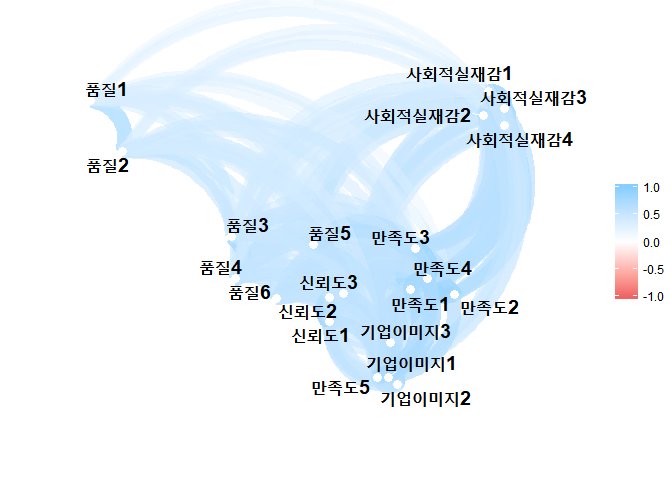 사회적실재감1
품질1
사회적실재감3
사회적실재감2
사회적실재감4
품질2
1.0
0.5
0.0
-0.5
-1.0
품질3
품질5
만족도3
품질4
만족도4
신뢰도3
품질6
만족도1
만족도2
신뢰도2
기업이미지3
신뢰도1
기업이미지1
만족도5
기업이미지2